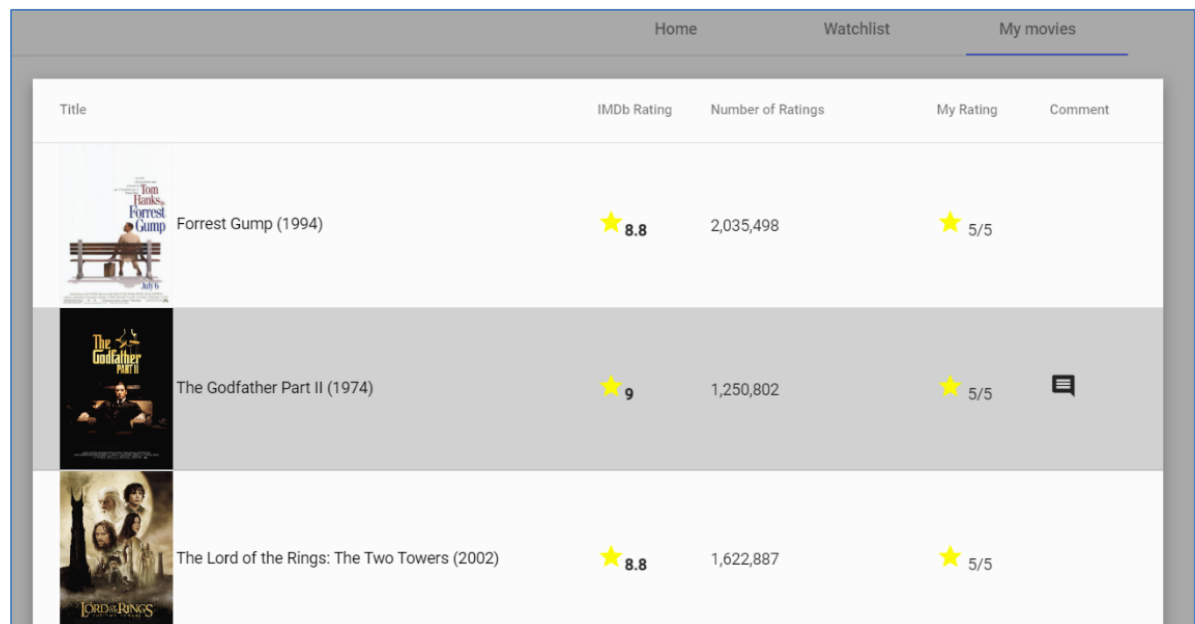 Home Watchlist My movies
Title IMDb Rating Number of Ratings My Rating Comment
Tom
Hanks
Forrest
Gump
July 6
Forrest Gump (1994) 8.8 2,035,498 5/5
The
Godfather
PART II
The Godfather Part II (1974) 9 1,250,802 5/5
The Lord of the Rings: The Two Towers (2002) 8.8 1,622,887 5/5
LORD OF THE RINGS